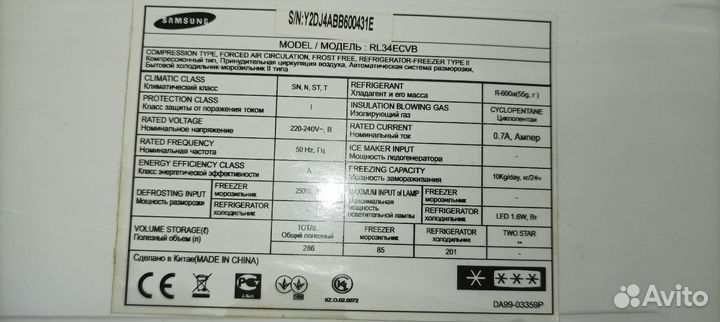 SAMSUNG
S/N:Y2DJ4ABB600431E
MODEL / МОДЕЛЬ : RL34ECVB
COMPRESSION TYPE, FORCED AIR CIRCULATION, FROST FREE, REFRIGERATOR-FREEZER TYPE II
Компрессионный тип, Принудительная циркуляция воздуха, Автоматическая система разморозки,
Бытовой холодильник-морозильник II типа
CLIMATIC CLASS
Климатический класс
SN, N, ST, T
REFRIGERANT
Хладагент и его масса
R-600a(55g, г)
PROTECTION CLASS
Класс защиты от поражения током
I
INSULATION BLOWING GAS
Изолирующий газ
CYCLOPENTANE
Циклопентан
RATED VOLTAGE
Номинальное напряжение
220-240V~, В
RATED CURRENT
Номинальный ток
0.7A, Ампер
RATED FREQUENCY
Номинальная частота
50 Hz, Гц
ICE MAKER INPUT
Мощность ледогенератора
-
ENERGY EFFICIENCY CLASS
Класс энергетической эффективности
A
FREEZING CAPACITY
Мощность замораживания
10Kg/day, кг/24ч
DEFROSTING INPUT
Мощность разморозки
FREEZER
морозильник
250W, Вт
REFRIGERATOR
холодильник
-
MAXIMUM INPUT of LAMP
Максимальная
мощность
осветительной лампы
FREEZER
морозильник
-
REFRIGERATOR
холодильник
LED 1.6W, Вт
VOLUME STORAGE(ℓ)
Полезный объем (л)
TOTAL
Общий полезный
286
FREEZER
морозильник
85
REFRIGERATOR
холодильник
201
TWO STAR
**
-
Сделано в Китае(MADE IN CHINA)
CE
KZ.O.02.0072
DA99-03359P
Avito